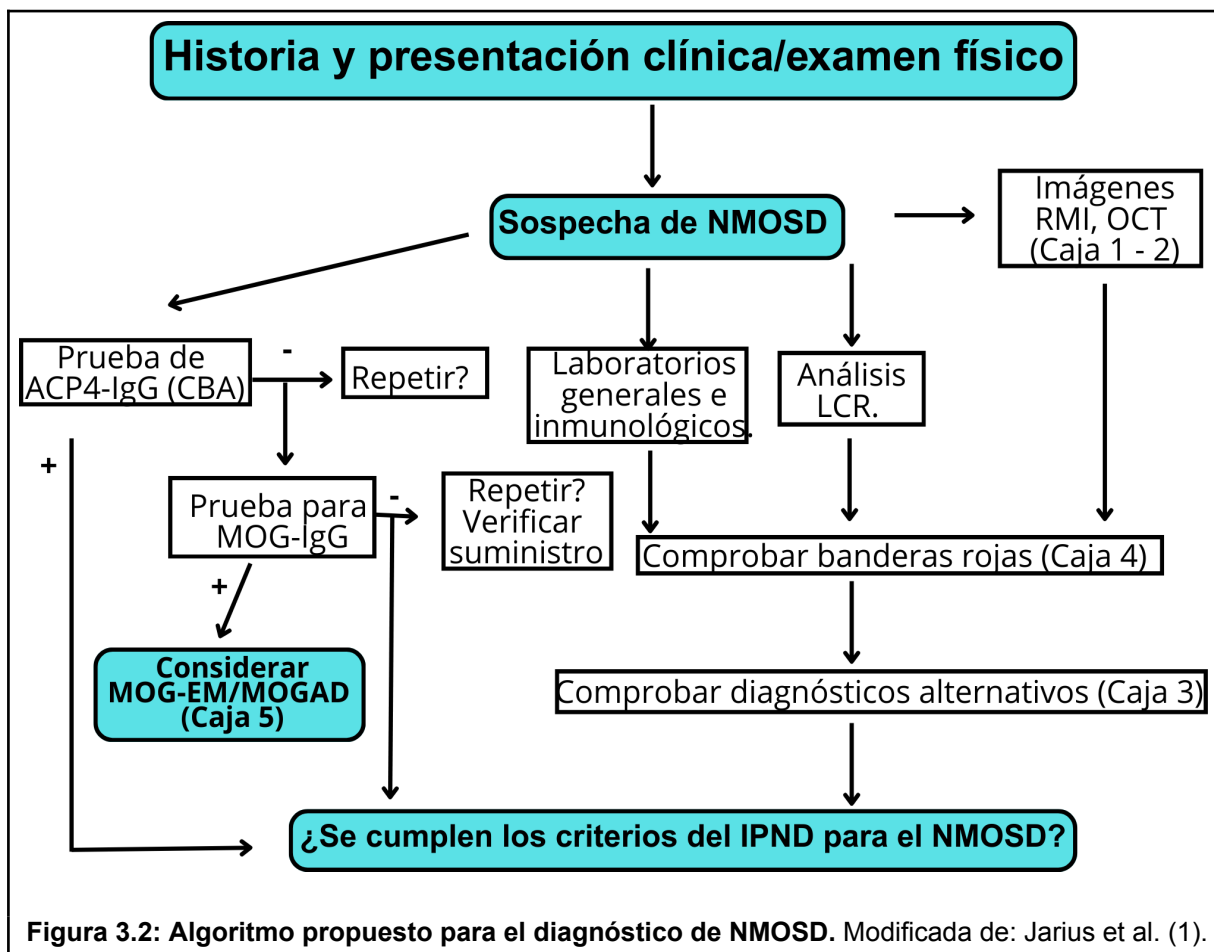 Historia y presentación clínica/examen físico
Sospecha de NMOSD
Imágenes
RMI, OCT
(Caja 1 - 2)
Prueba de
ACP4-IgG (CBA)
-
Repetir?
Laboratorios
generales e
inmunológicos.
Análisis
LCR.
+
Prueba para
MOG-IgG
-
Repetir?
Verificar
suministro
Comprobar banderas rojas (Caja 4)
+
Considerar
MOG-EM/MOGAD
(Caja 5)
Comprobar diagnósticos alternativos (Caja 3)
¿Se cumplen los criterios del IPND para el NMOSD?
Figura 3.2: Algoritmo propuesto para el diagnóstico de NMOSD. Modificada de: Jarius et al. (1).